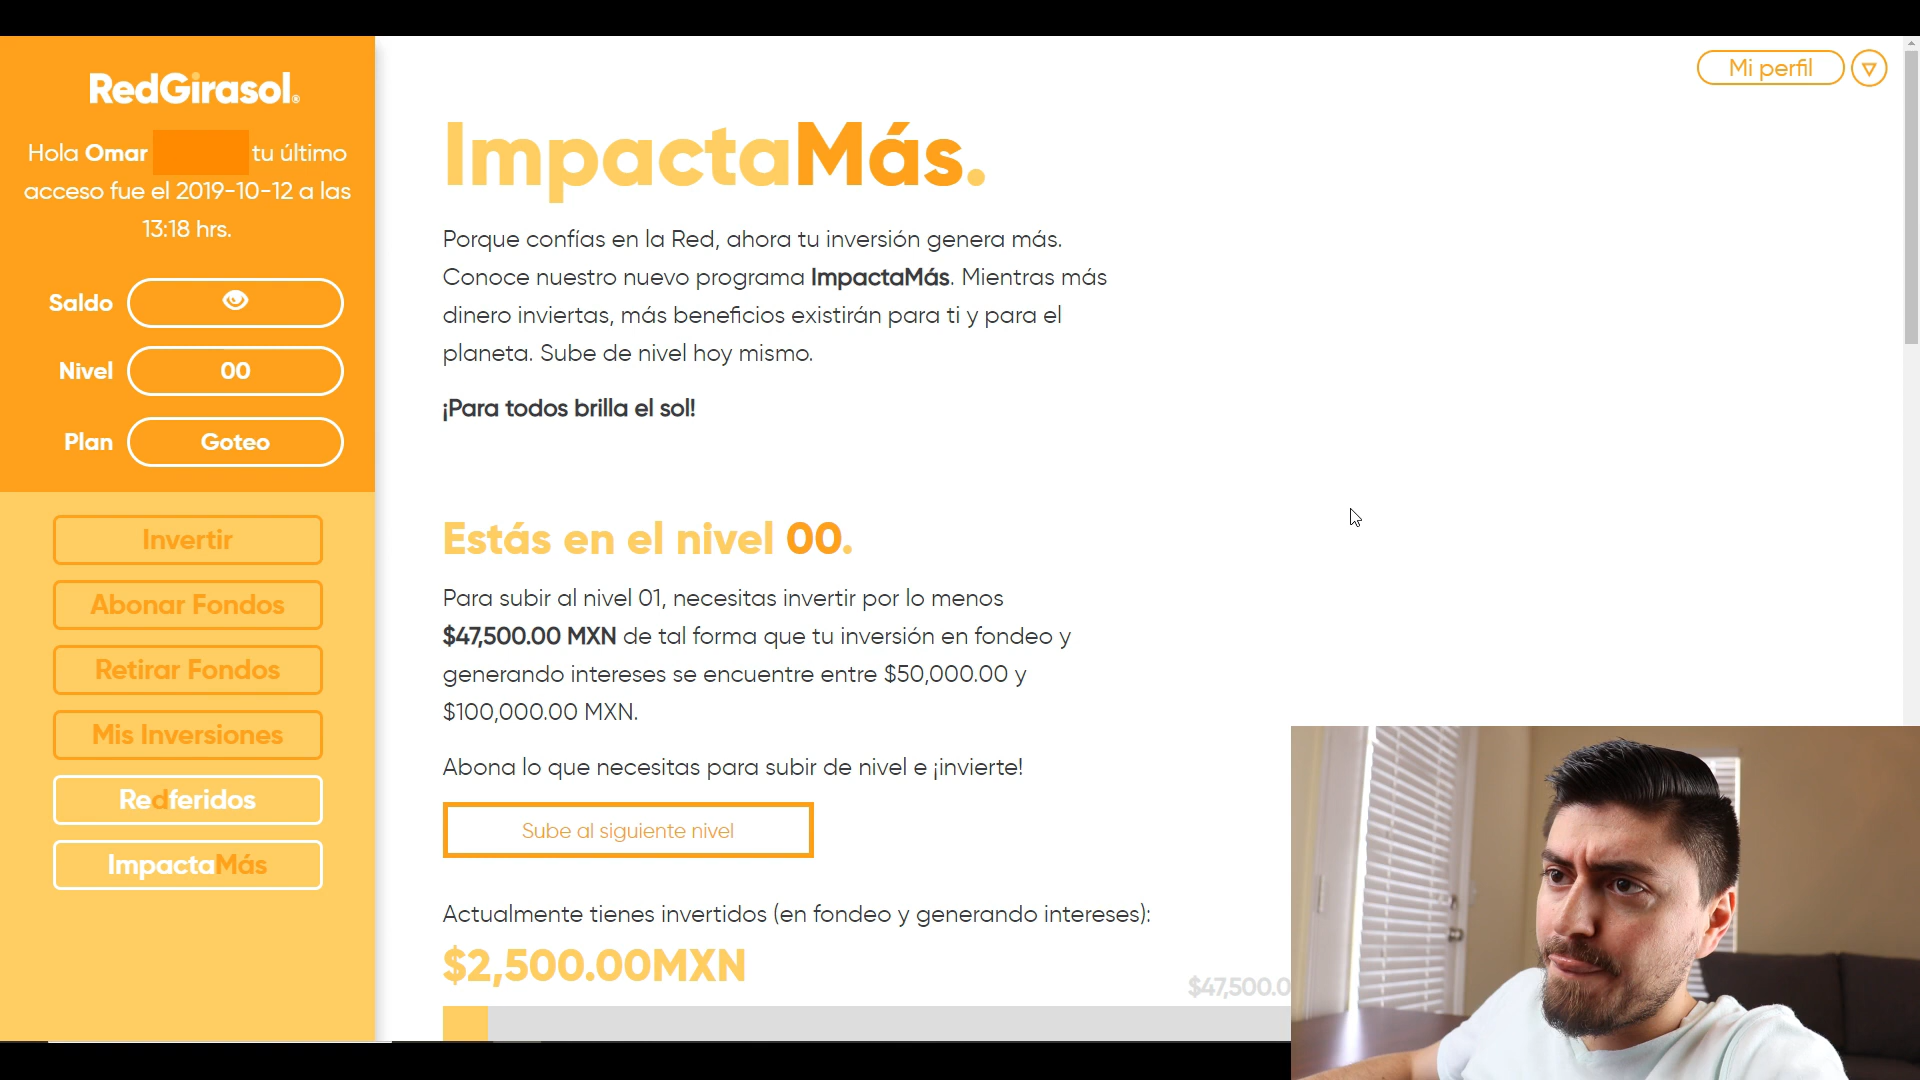 RedGirasol®
Hola Omar tu último
acceso fue el 2019-10-12 a las
13:18 hrs.
Saldo
Nivel 00
Plan Goteo
Invertir
Abonar Fondos
Retirar Fondos
Mis Inversiones
Redferidos
ImpactaMás
Mi perfil
ImpactaMás.
Porque confías en la Red, ahora tu inversión genera más.
Conoce nuestro nuevo programa ImpactaMás. Mientras más
dinero inviertas, más beneficios existirán para ti y para el
planeta. Sube de nivel hoy mismo.
¡Para todos brilla el sol!
Estás en el nivel 00.
Para subir al nivel 01, necesitas invertir por lo menos
$47,500.00 MXN de tal forma que tu inversión en fondeo y
generando intereses se encuentre entre $50,000.00 y
$100,000.00 MXN.
Abona lo que necesitas para subir de nivel e ¡invierte!
Sube al siguiente nivel
Actualmente tienes invertidos (en fondeo y generando intereses):
$2,500.00MXN
$47,500.0